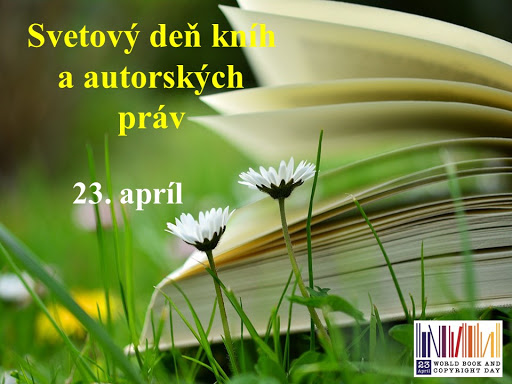 Svetový deň kníh
a autorských
práv
23. apríl
23
April
WORLD BOOK AND
COPYRIGHT DAY